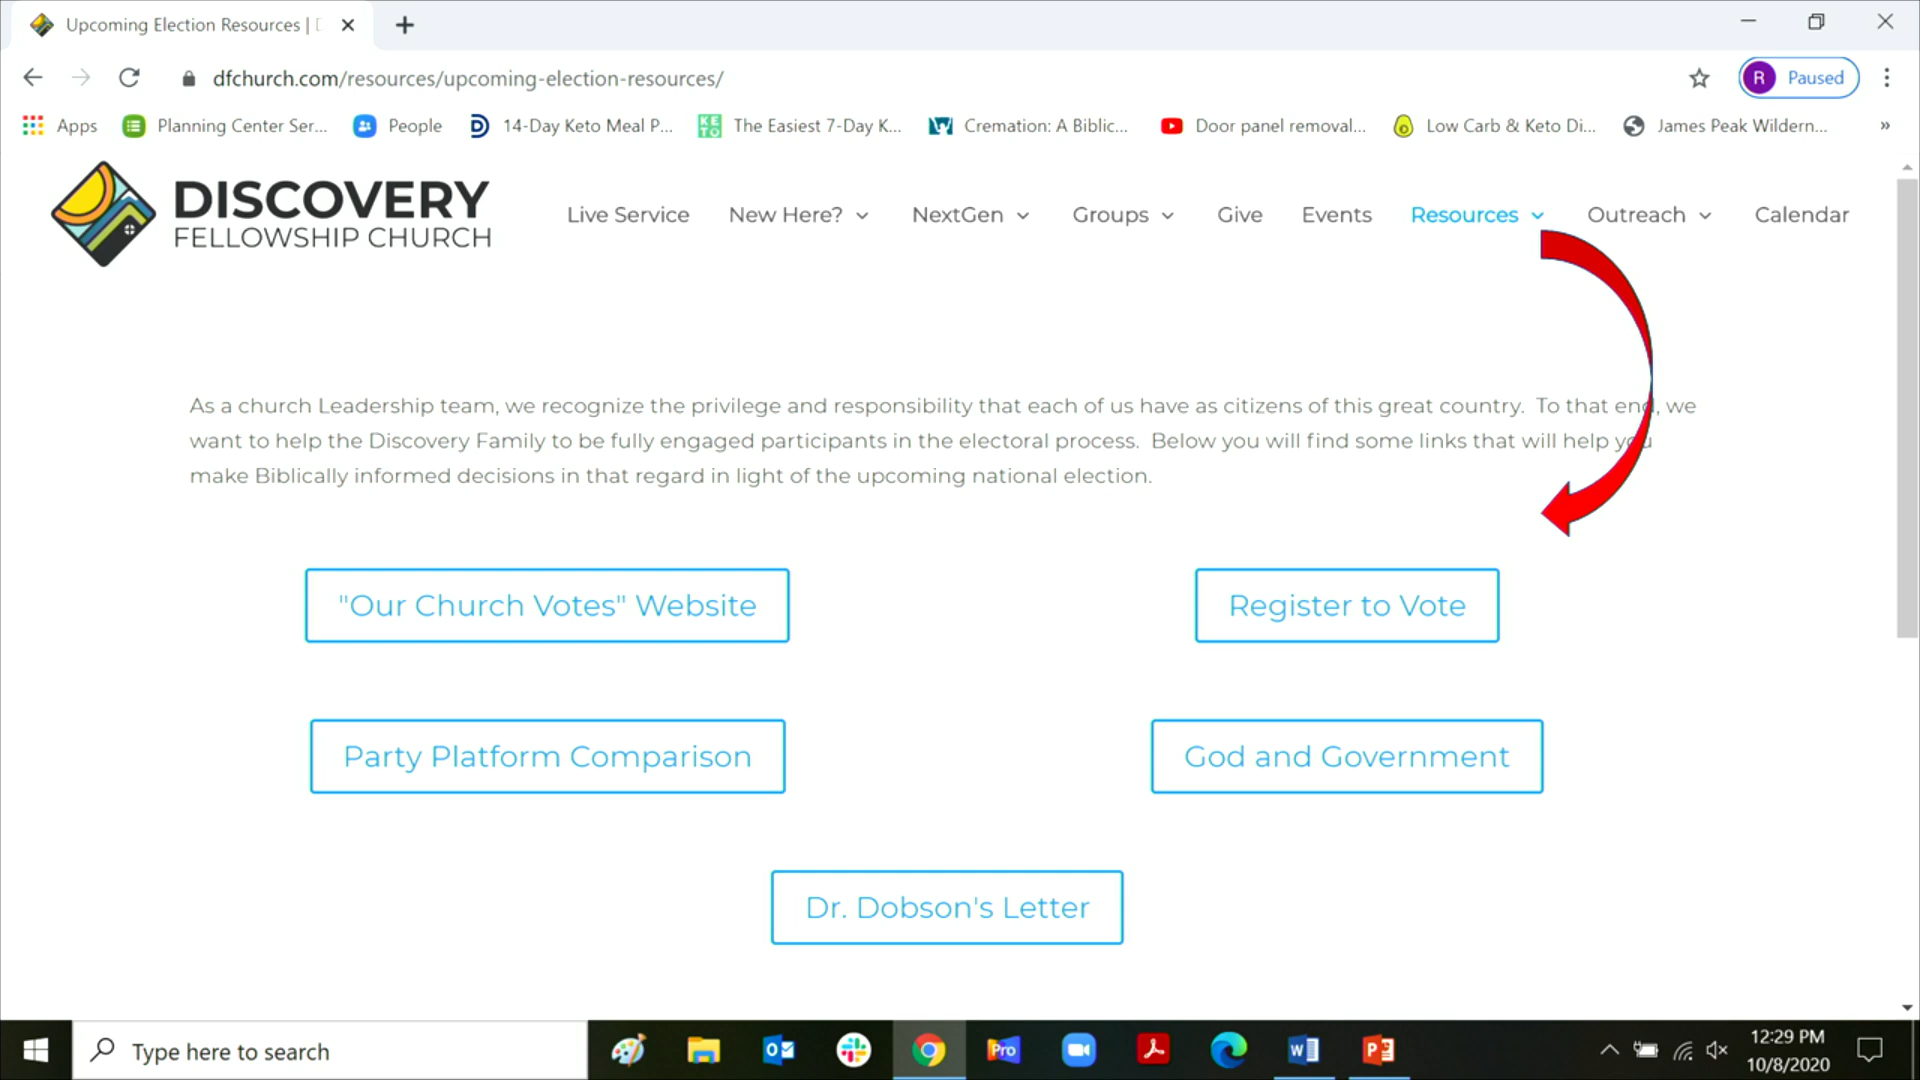 Upcoming Election Resources |
dfchurch.com/resources/upcoming-election-resources/
R Paused
Apps Planning Center Ser... People 14-Day Keto Meal P... KETO The Easiest 7-Day K... Cremation: A Biblic... Door panel removal... Low Carb & Keto Di... James Peak Wildern... »
DISCOVERY
FELLOWSHIP CHURCH
Live Service New Here? NextGen Groups Give Events Resources Outreach Calendar
As a church Leadership team, we recognize the privilege and responsibility that each of us have as citizens of this great country. To that end, we
want to help the Discovery Family to be fully engaged participants in the electoral process. Below you will find some links that will help you
make Biblically informed decisions in that regard in light of the upcoming national election.
"Our Church Votes" Website
Register to Vote
Party Platform Comparison
God and Government
Dr. Dobson's Letter
Type here to search
Pro
12:29 PM
10/8/2020